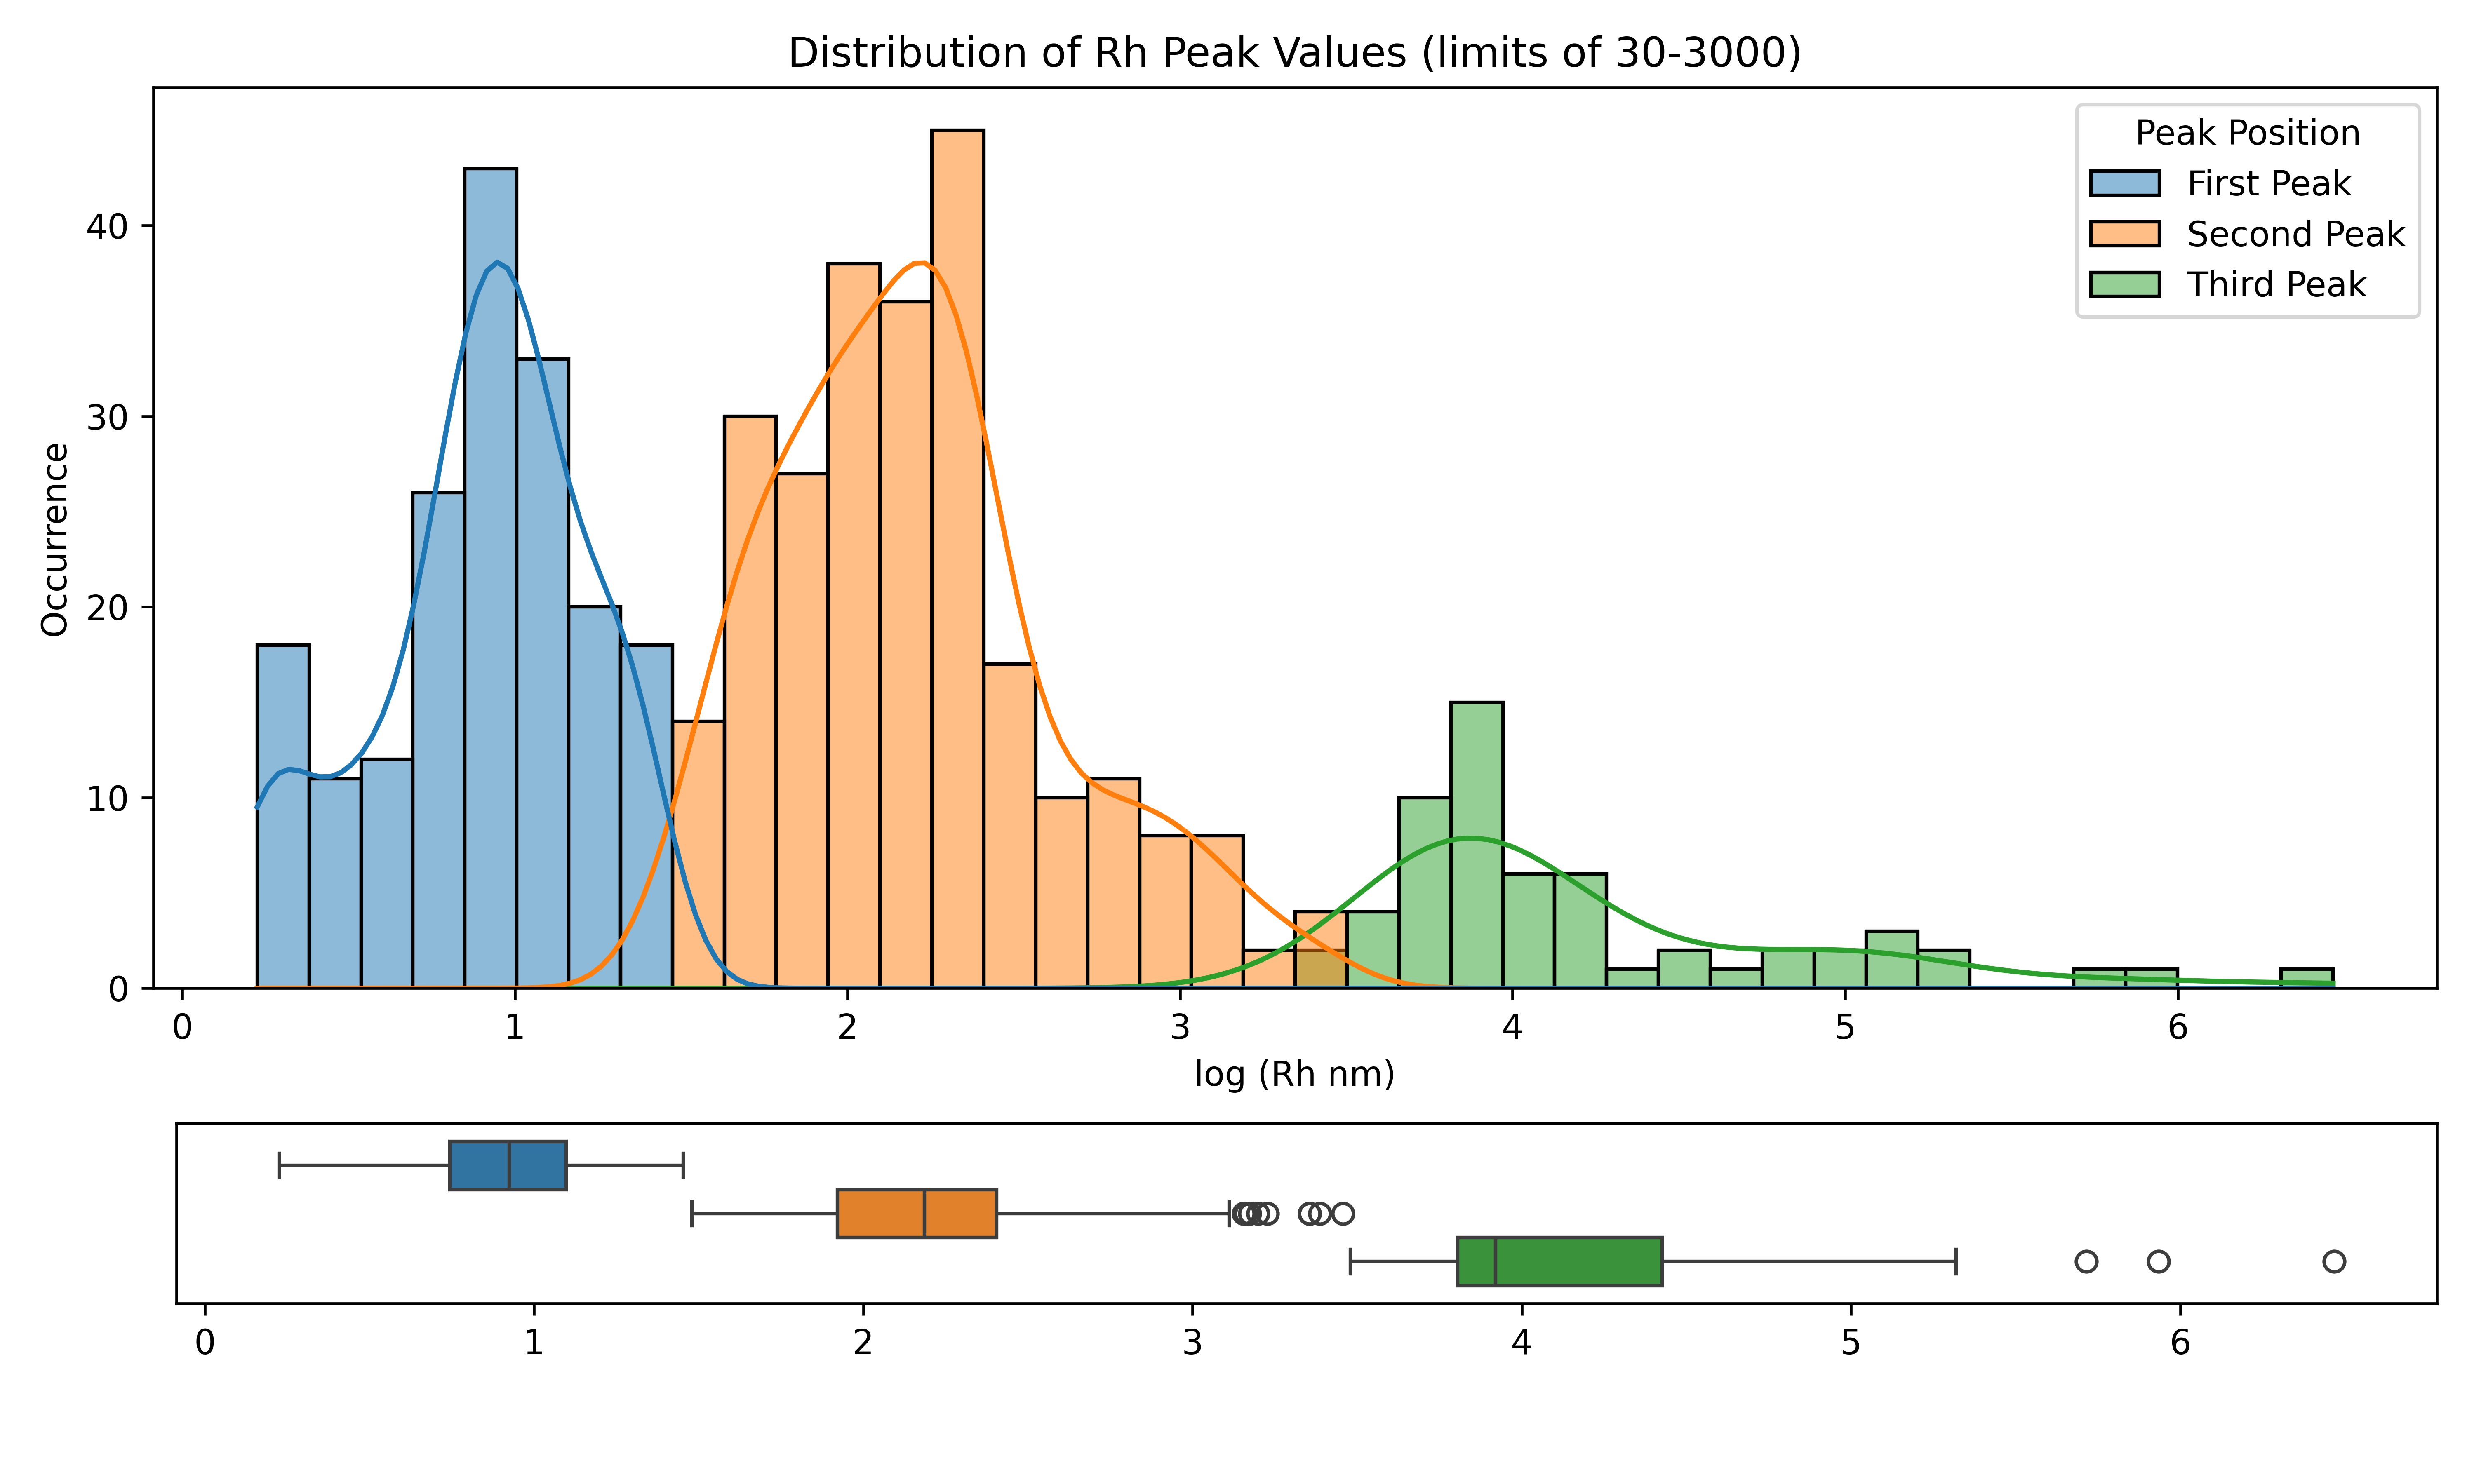 Distribution of Rh Peak Values (limits of 30-3000)
Peak Position
First Peak
Second Peak
Third Peak
Occurrence
40
30
20
10
0
0 1 2 3 4 5 6
log (Rh nm)
0 1 2 3 4 5 6